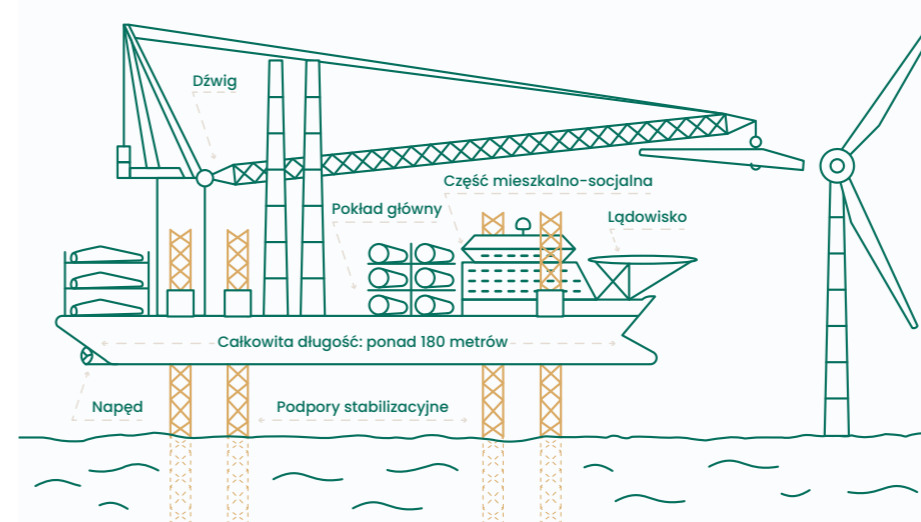 Dźwig
Część mieszkalno-socjalna
Pokład główny
Lądowisko
Całkowita długość: ponad 180 metrów
Napęd
Podpory stabilizacyjne